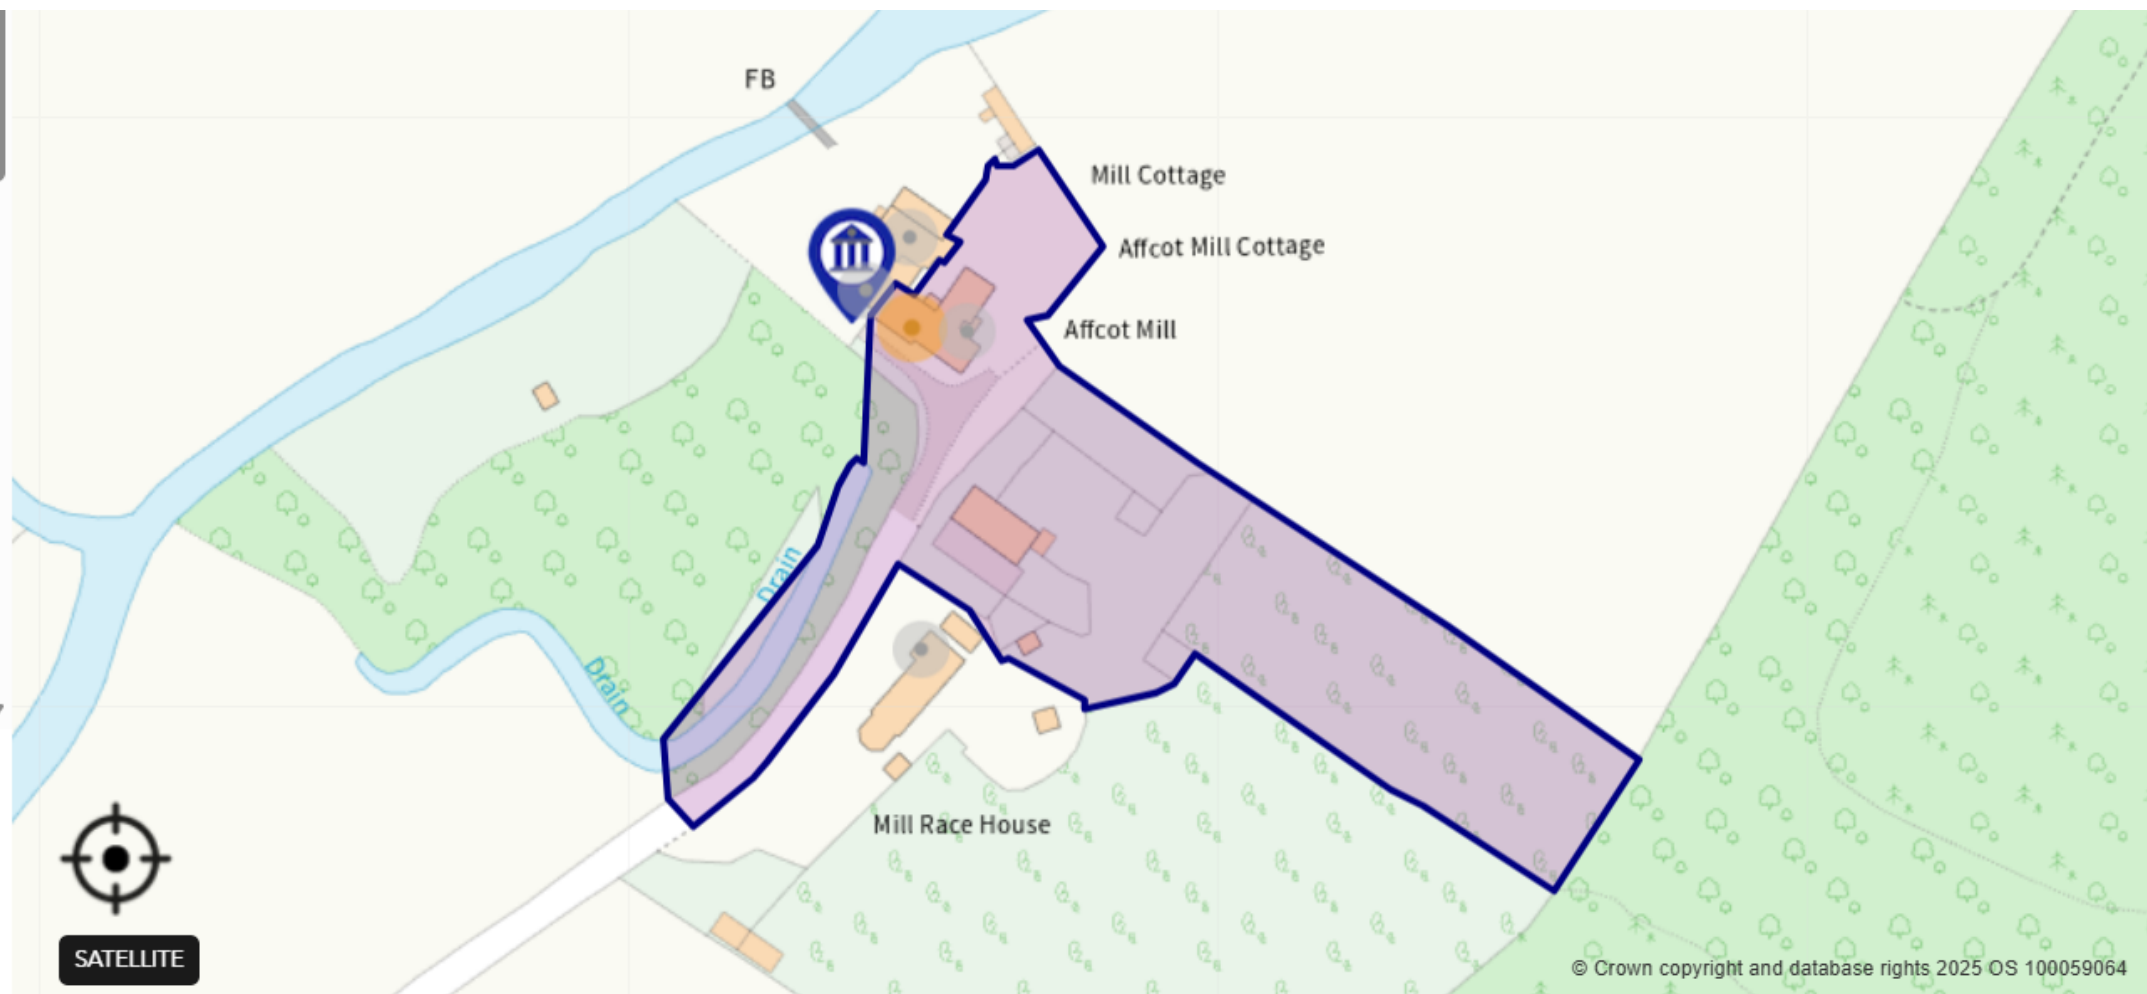 FB
Mill Cottage
Affcot Mill Cottage
Affcot Mill
Drain
Drain
Mill Race House
SATELLITE
© Crown copyright and database rights 2025 OS 100059064